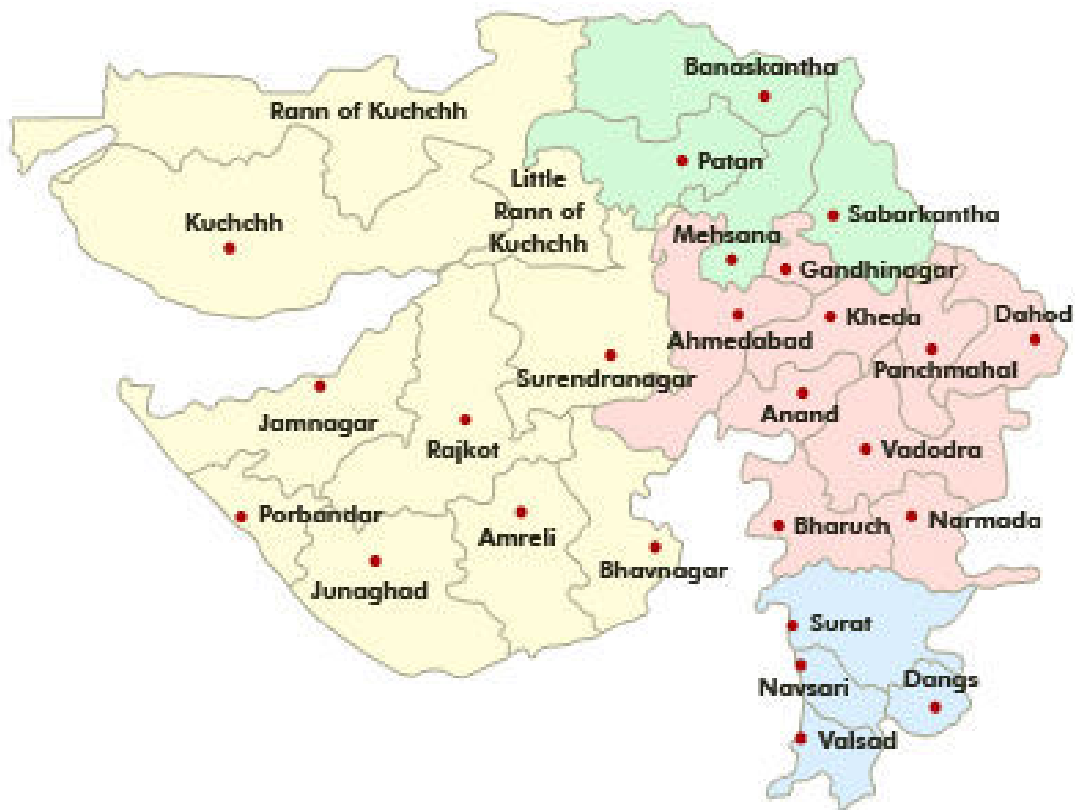 Banaskantha
Rann of Kuchchh
Patan
Little
Rann of
Kuchchh
Kuchchh
Sabarkantha
Mehsana
Gandhinagar
Dahod
Kheda
Ahmedabad
Panchmahal
Surendranagar
Anand
Jamnagar
Rajkot
Vadodra
Porbandar
Narmada
Bharuch
Amreli
Bhavnagar
Junaghad
Surat
Dangs
Navsari
Valsad